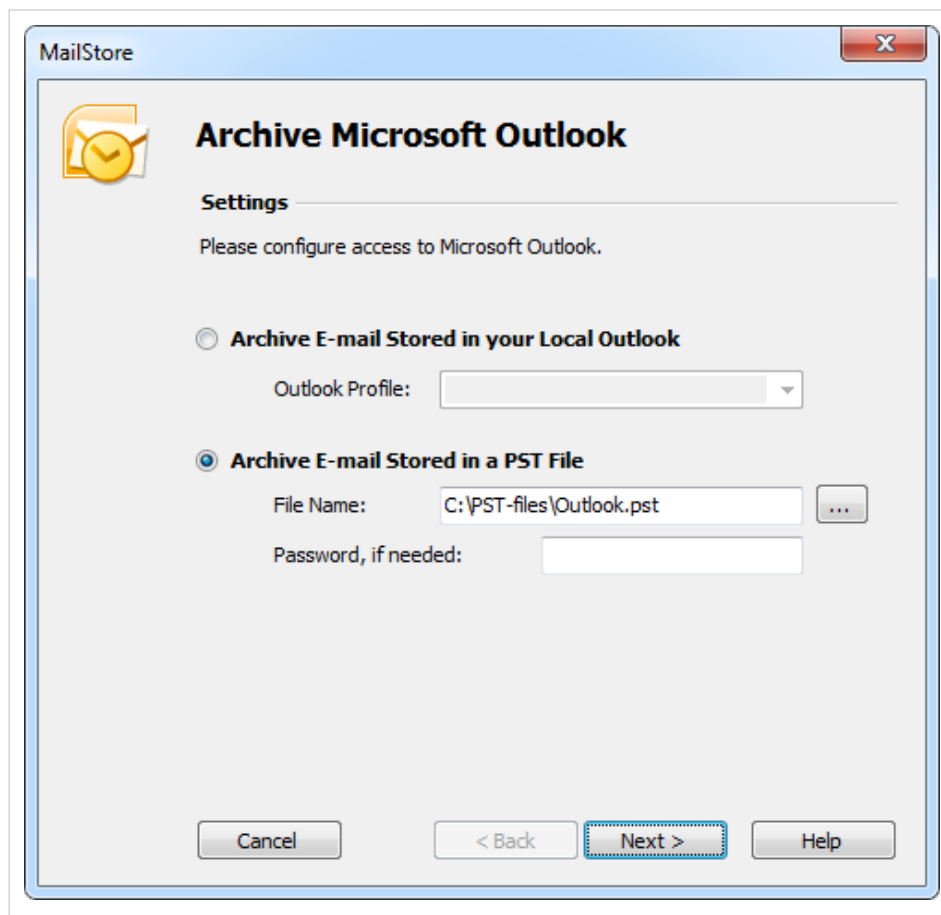 MailStore
Archive Microsoft Outlook
Settings
Please configure access to Microsoft Outlook.
Archive E-mail Stored in your Local Outlook
Outlook Profile:
Archive E-mail Stored in a PST File
File Name: C:\PST-files\Outlook.pst ...
Password, if needed:
Cancel < Back Next > Help